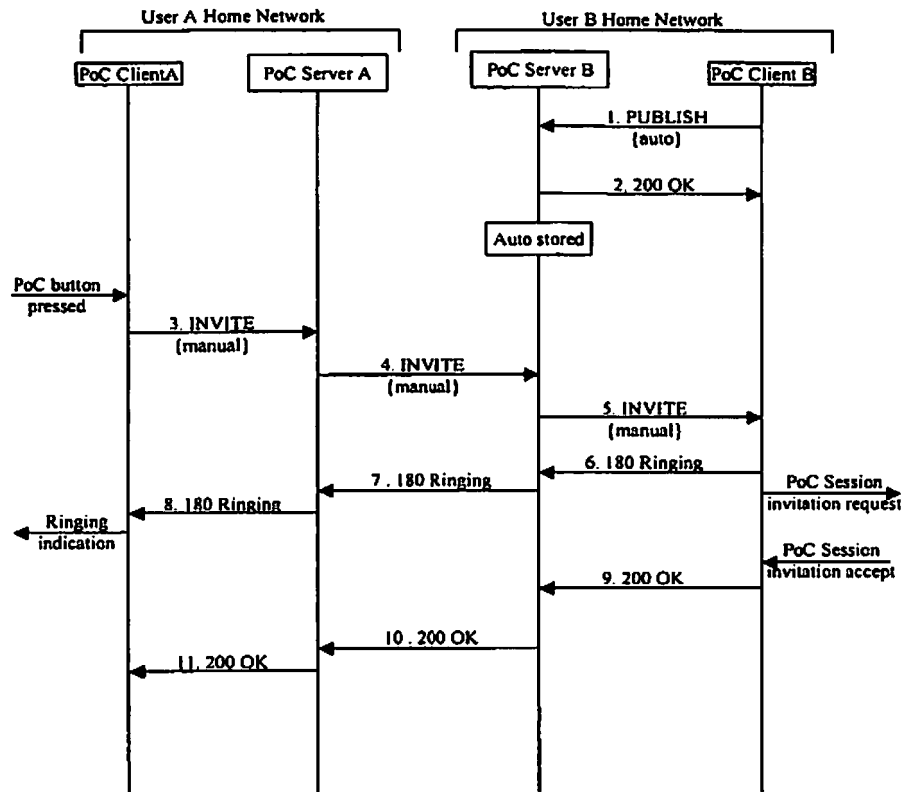 User A Home Network
User B Home Network
PoC ClientA
PoC Server A
PoC Server B
PoC Client B
1. PUBLISH
(auto)
2, 200 OK
Auto stored
PoC button
pressed
3. INVITE
(manual)
4. INVITE
(manual)
5. INVITE
(manual)
6. 180 Ringing
7. 180 Ringing
PoC Session
invitation request
8. 180 Ringing
Ringing
indication
PoC Session
invitation accept
9. 200 OK
10. 200 OK
11, 200 OK